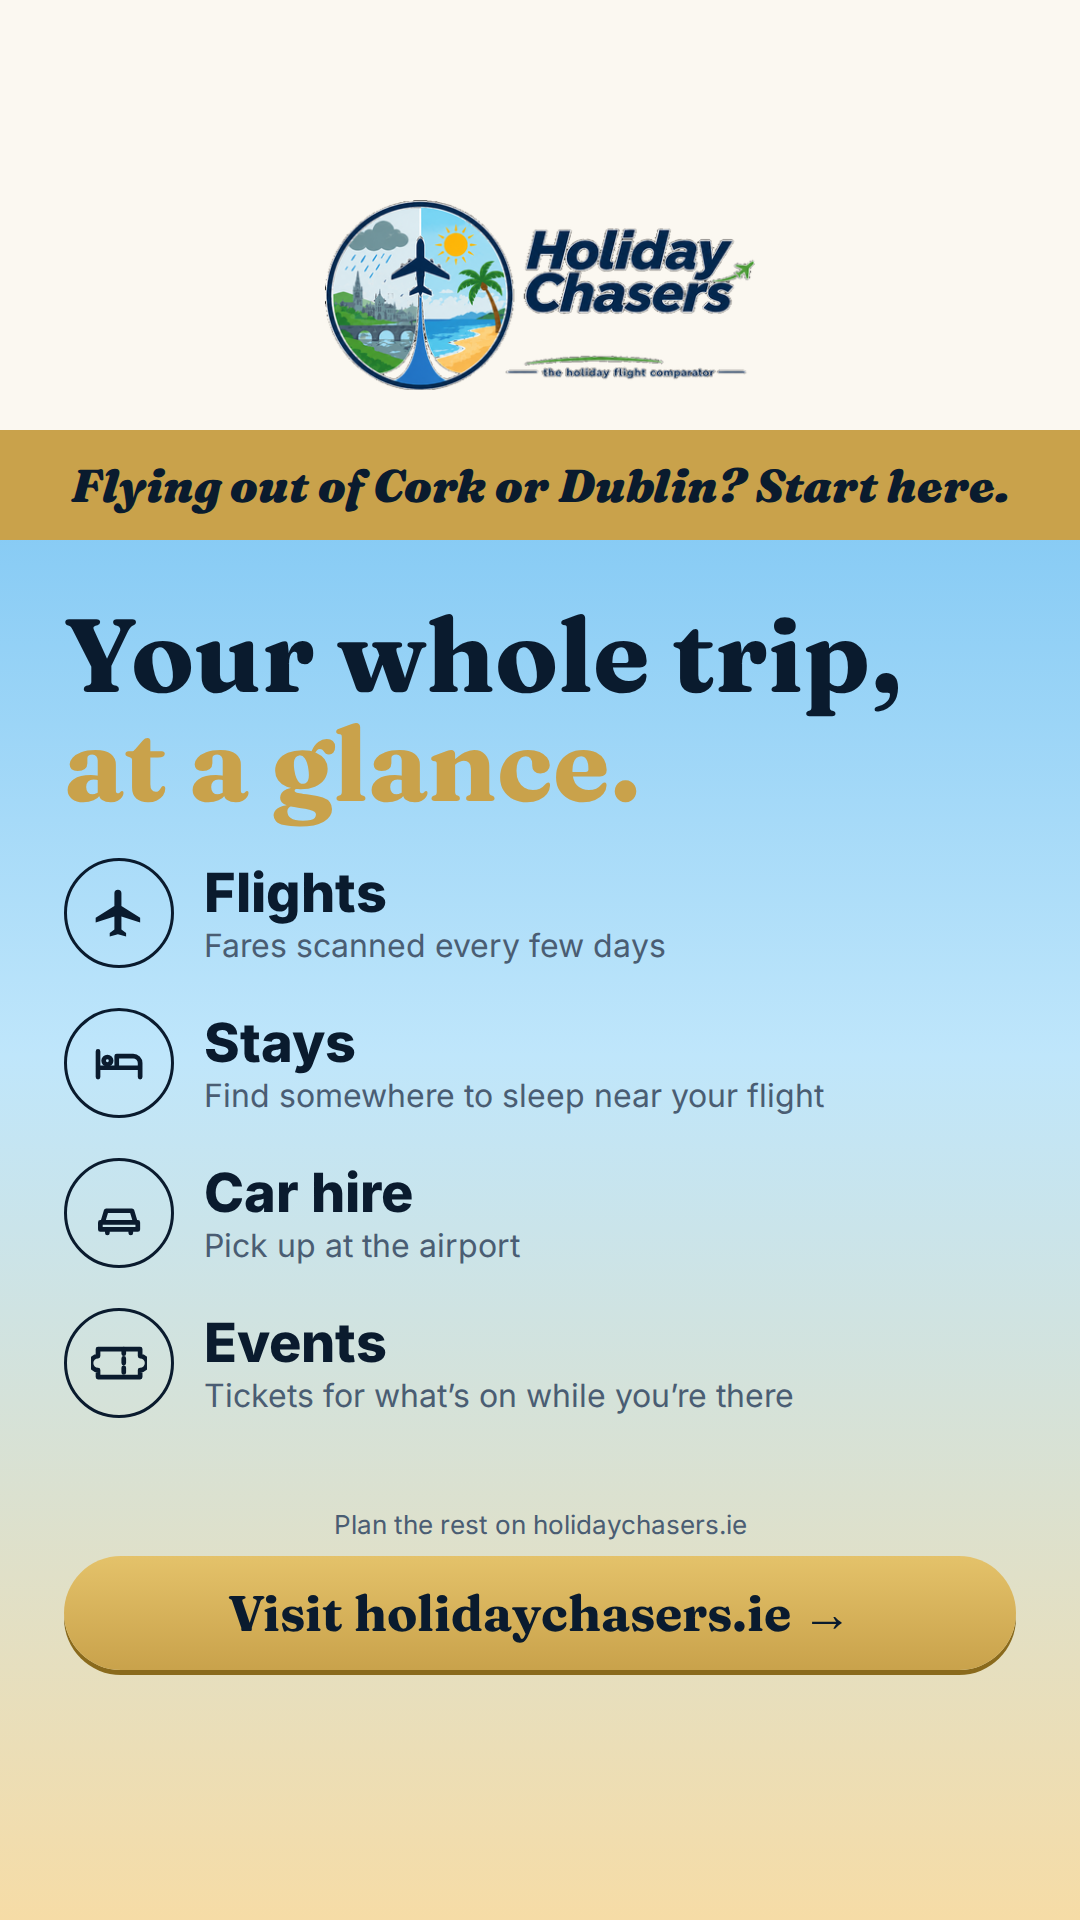 Holiday
Chasers
the holiday flight comparator
Flying out of Cork or Dublin? Start here.
Your whole trip,
at a glance.
Flights
Fares scanned every few days
Stays
Find somewhere to sleep near your flight
Car hire
Pick up at the airport
Events
Tickets for what’s on while you’re there
Plan the rest on holidaychasers.ie
Visit holidaychasers.ie →